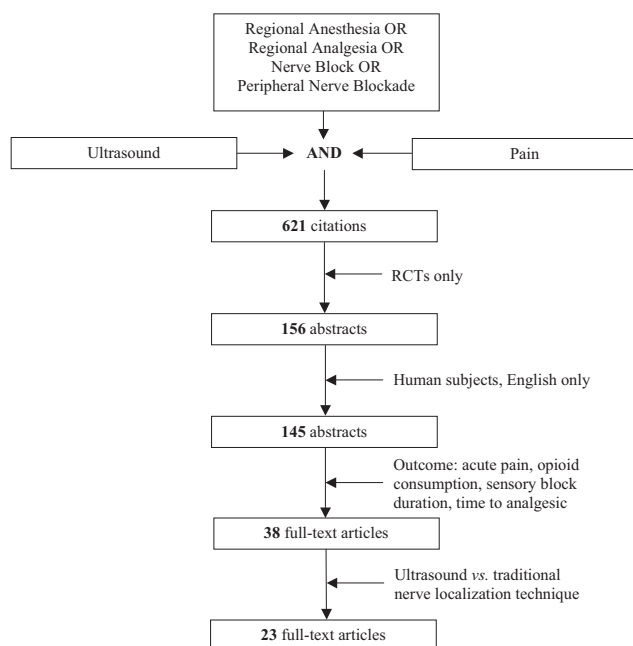 Regional Anesthesia OR
Regional Analgesia OR
Nerve Block OR
Peripheral Nerve Blockade
Ultrasound
AND
Pain
621 citations
RCTs only
156 abstracts
Human subjects, English only
145 abstracts
Outcome: acute pain, opioid
consumption, sensory block
duration, time to analgesic
38 full-text articles
Ultrasound vs. traditional
nerve localization technique
23 full-text articles